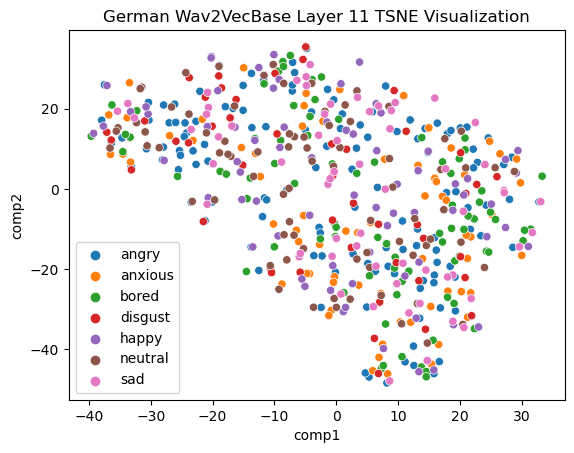 German Wav2VecBase Layer 11 TSNE Visualization
comp2
20
0
−20
−40
angry
anxious
bored
disgust
happy
neutral
sad
−40 −30 −20 −10 0 10 20 30
comp1